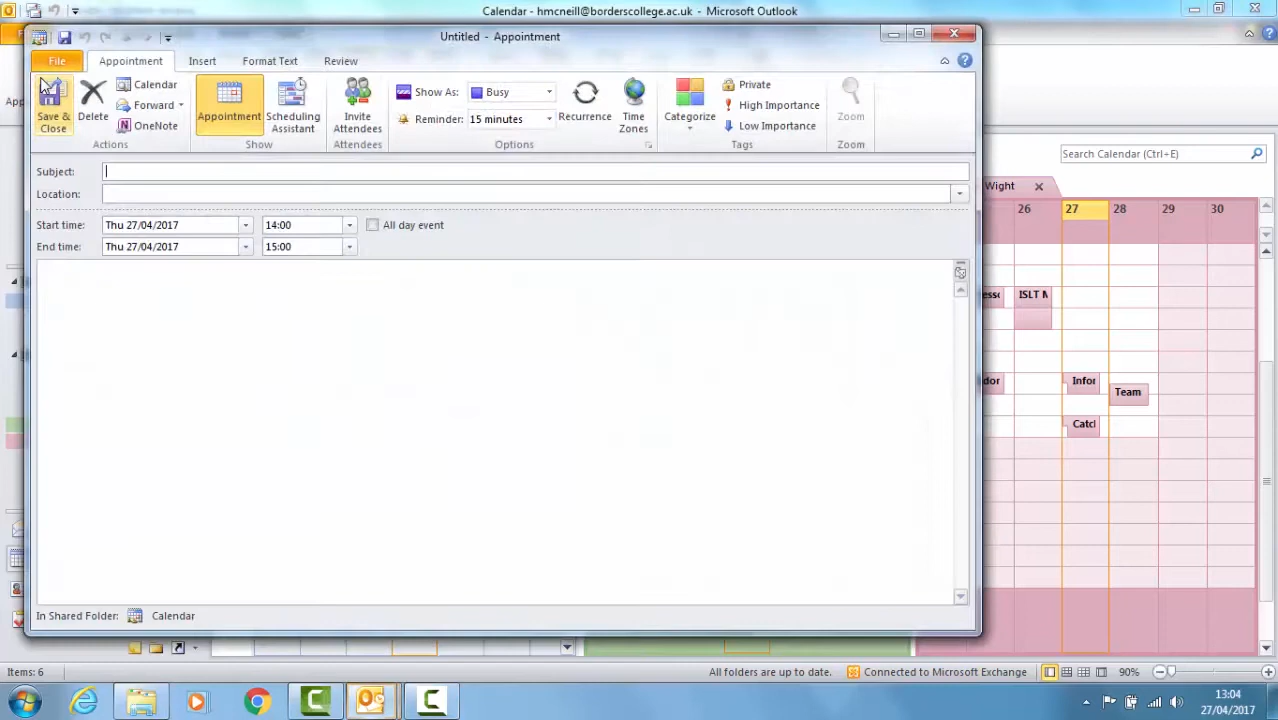 Calendar - hmcneill@borderscollege.ac.uk - Microsoft Outlook
Untitled - Appointment
File Appointment Insert Format Text Review
Save & Close
Delete
Calendar
Forward
OneNote
Actions
Appointment
Scheduling Assistant
Show
Invite Attendees
Attendees
Show As: Busy
Reminder: 15 minutes
Recurrence
Time Zones
Options
Categorize
Private
High Importance
Low Importance
Tags
Zoom
Zoom
Subject:
Location:
Start time: Thu 27/04/2017 14:00 All day event
End time: Thu 27/04/2017 15:00
In Shared Folder: Calendar
Search Calendar (Ctrl+E)
Wight
26 27 28 29 30
ISLT M
Infor
Team
Catcl
Items: 6
All folders are up to date. Connected to Microsoft Exchange 90%
13:04
27/04/2017